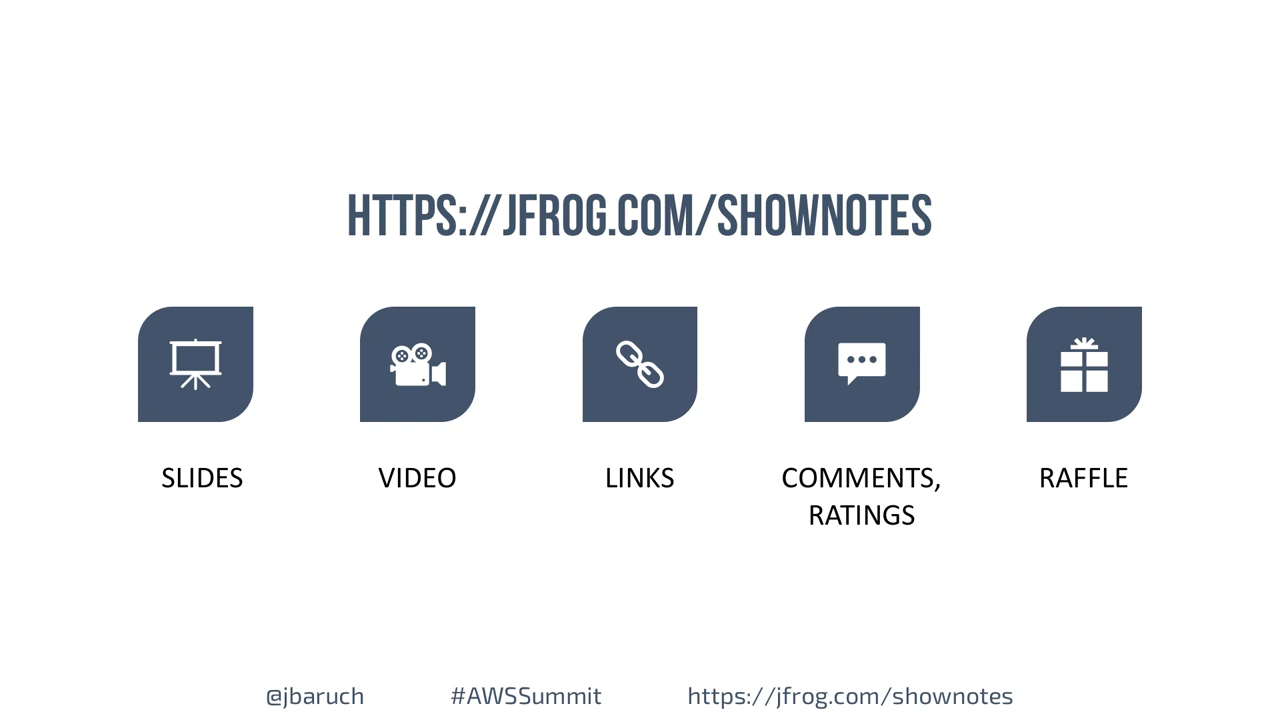 HTTPS://JFROG.COM/SHOWNOTES
SLIDES
VIDEO
LINKS
COMMENTS,
RATINGS
RAFFLE
@jbaruch
#AWSSummit
https://jfrog.com/shownotes